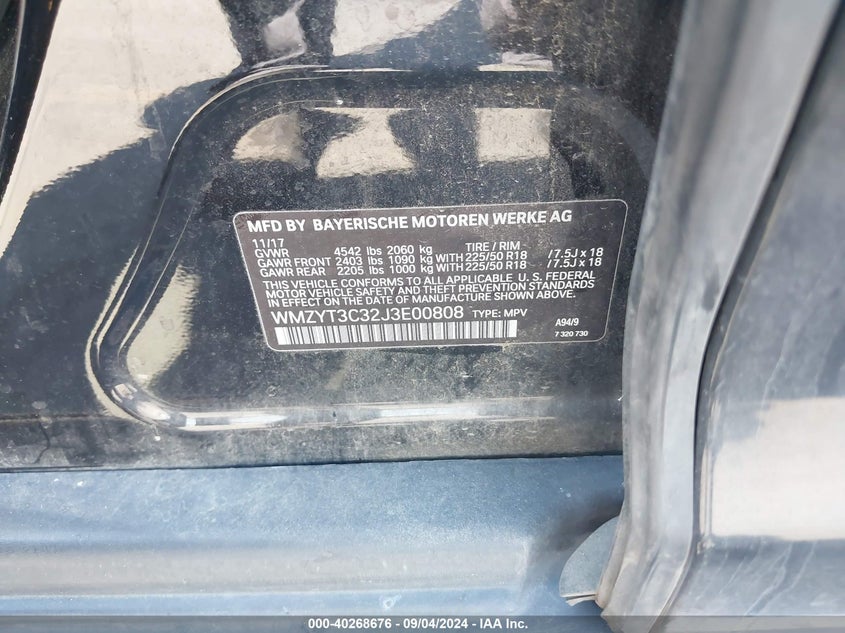 MFD BY BAYERISCHE MOTOREN WERKE AG
11/17
GVWR 4542 lbs 2060 kg TIRE / RIM
GAWR FRONT 2403 lbs 1090 kg WITH 225/50 R18 /7.5J x 18
GAWR REAR 2205 lbs 1000 kg WITH 225/50 R18 /7.5J x 18
THIS VEHICLE CONFORMS TO ALL APPLICABLE U.S. FEDERAL
MOTOR VEHICLE SAFETY AND THEFT PREVENTION STANDARDS
IN EFFECT ON THE DATE OF MANUFACTURE SHOWN ABOVE.
WMZYT3C32J3E00808 TYPE: MPV
A94/9
7 320 730
000-40268676 - 09/04/2024 - IAA Inc.